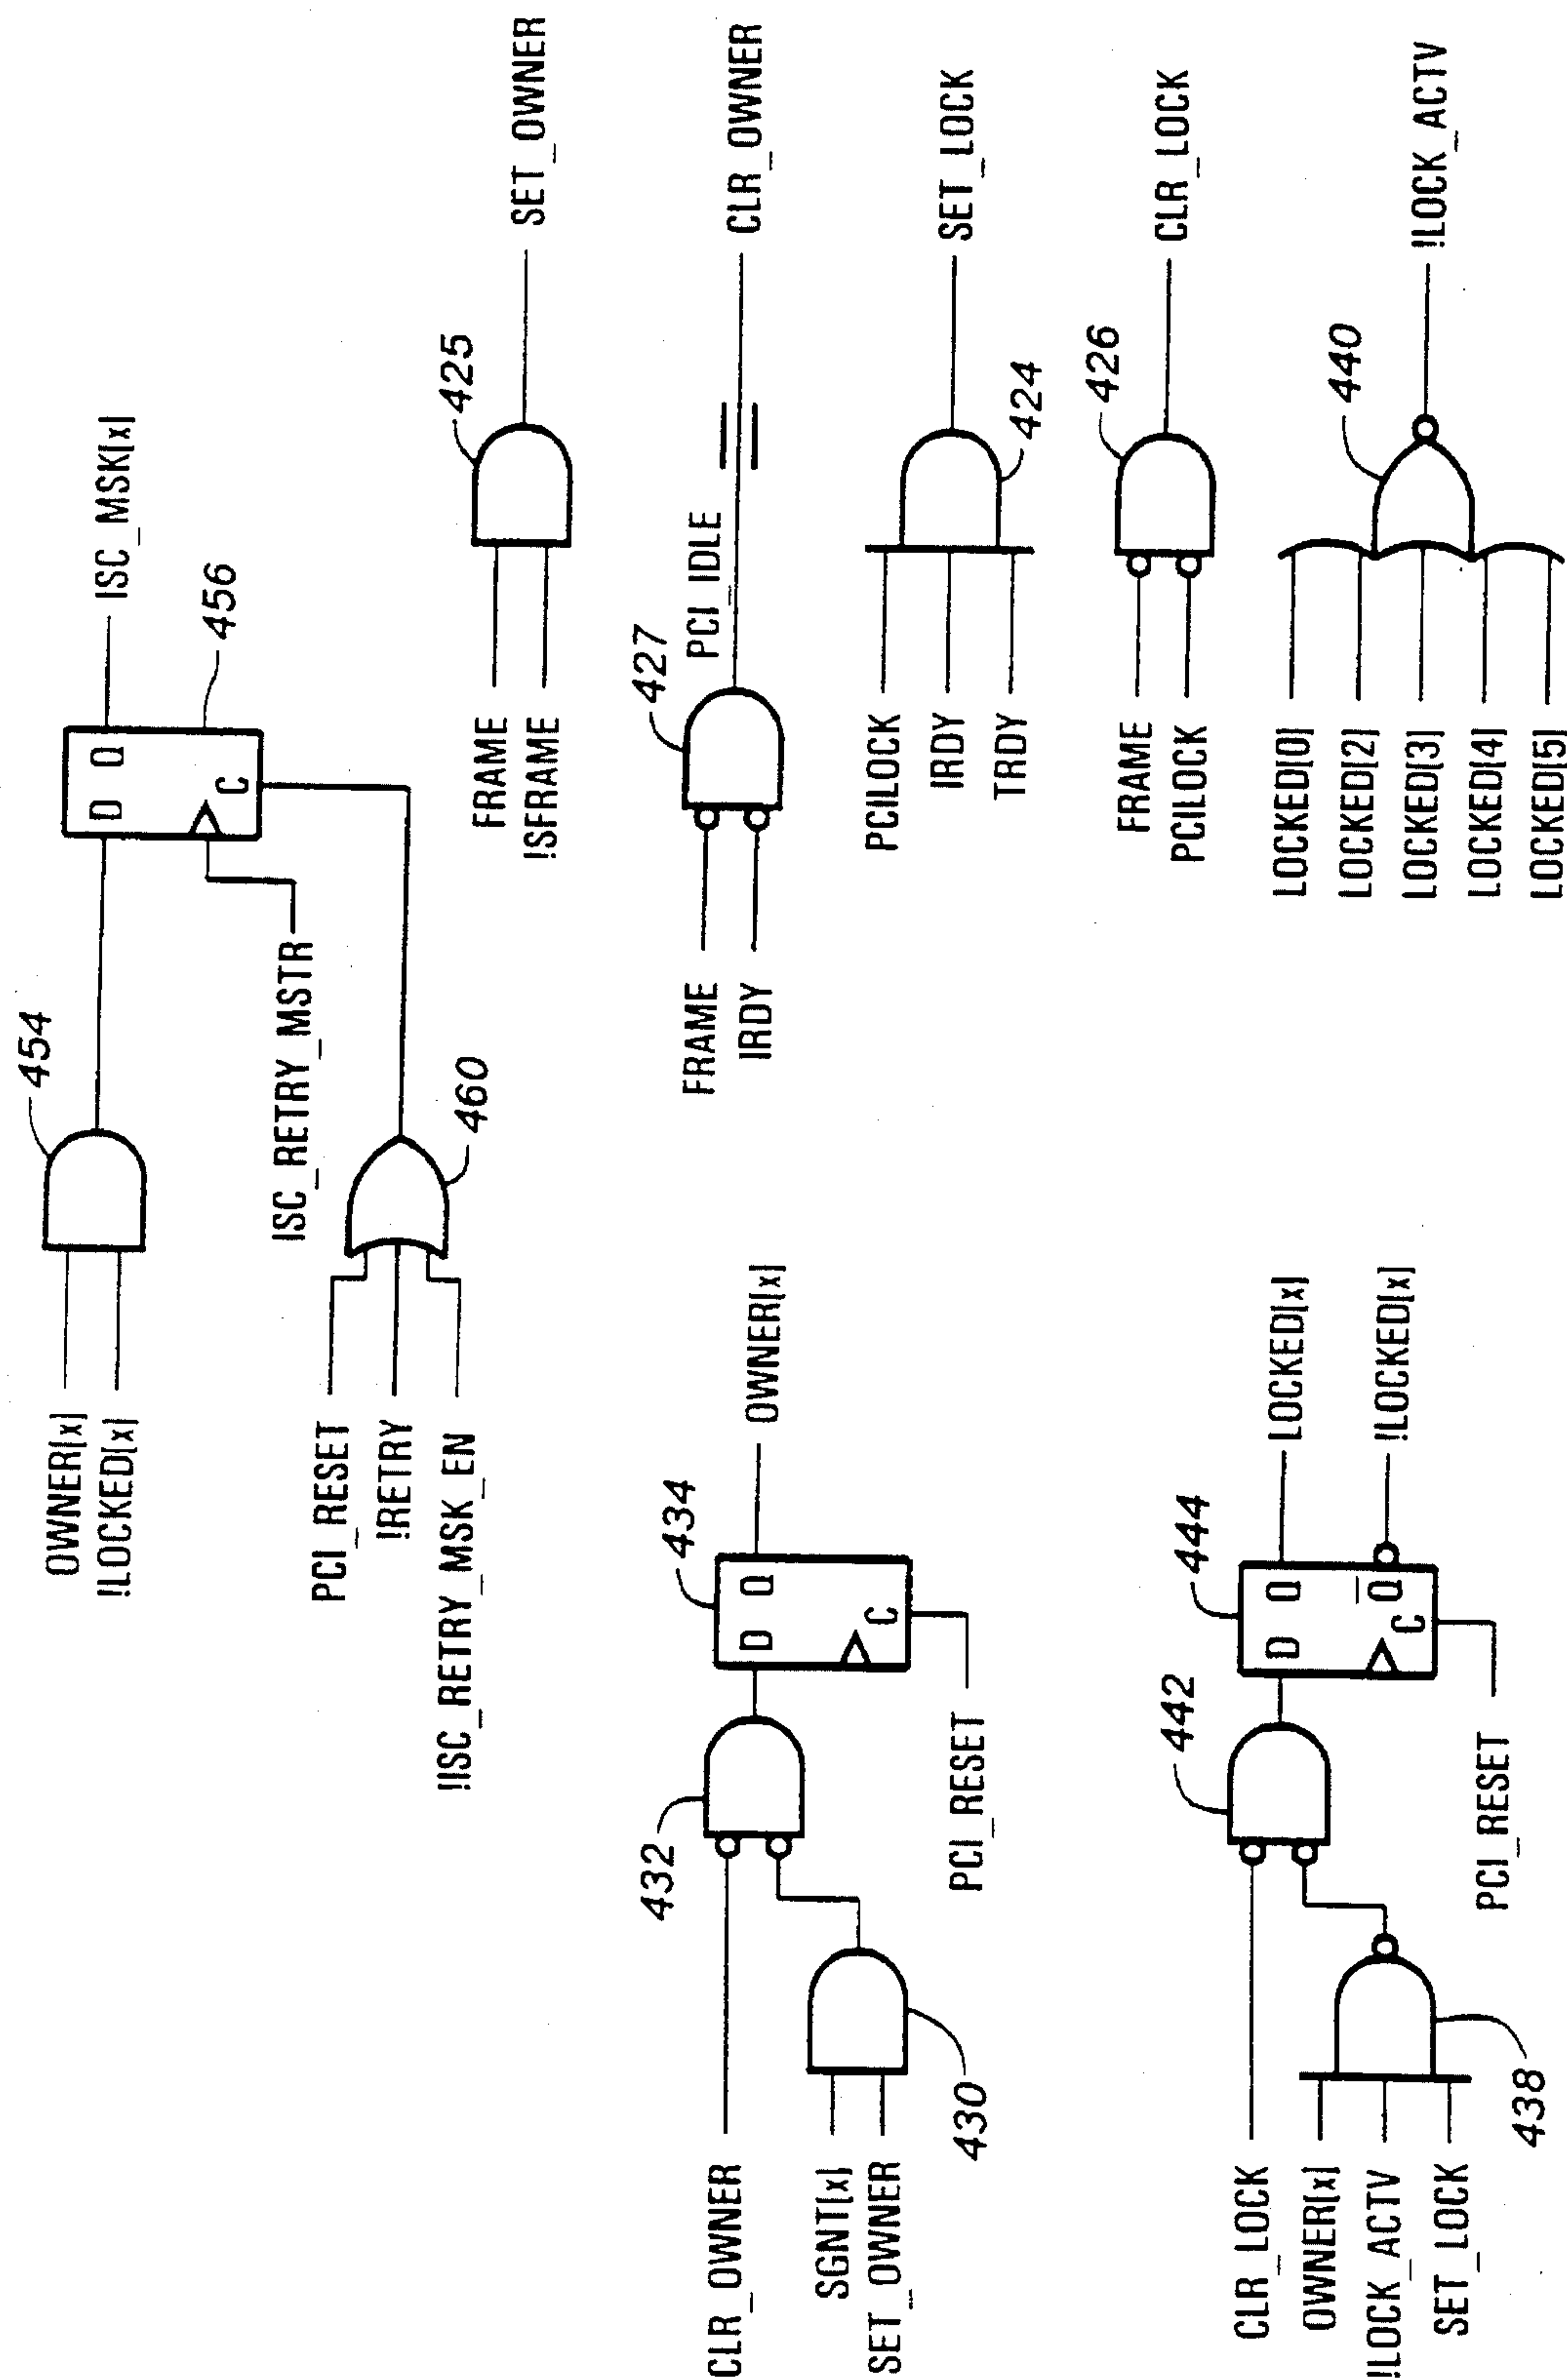 OWNER[x]
!LOCKED[x]
454
D
Q
C
ISC_MSK[x]
456
ISC_RETRY_MSTR
PCI_RESET
!RETRY
!ISC_RETRY_MSK_EN
460
FRAME
!SFRAME
425
SET_OWNER
FRAME
IRDY
427
PCI_IDLE
CLR_OWNER
PCILOCK
IRDY
TRDY
424
SET_LOCK
FRAME
PCILOCK
426
CLR_LOCK
LOCKED[0]
LOCKED[2]
LOCKED[3]
LOCKED[4]
LOCKED[5]
440
!LOCK_ACTV
CLR_OWNER
SGNT[x]
SET_OWNER
430
432
D
Q
C
434
OWNER[x]
PCI_RESET
CLR_LOCK
OWNER[x]
!LOCK_ACTV
SET_LOCK
438
442
D
Q
Q
C
444
LOCKED[x]
!LOCKED[x]
PCI_RESET